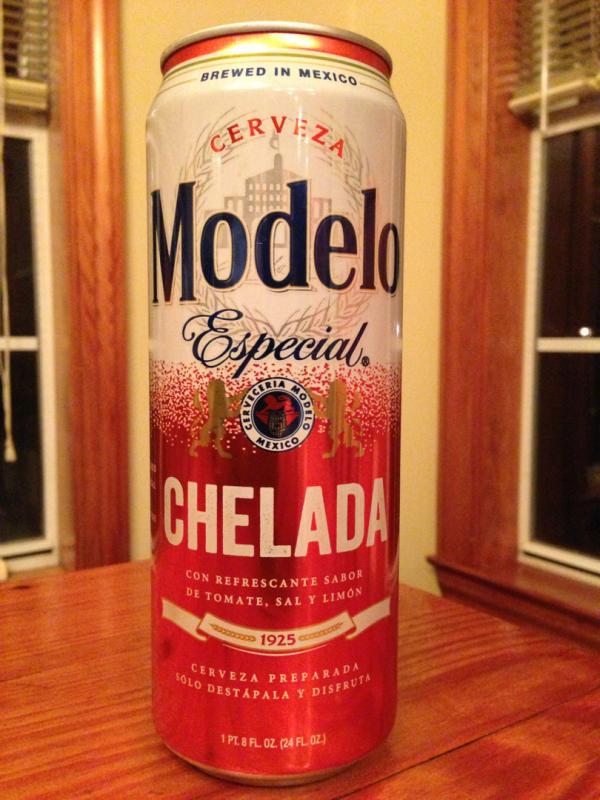 BREWED IN MEXICO
CERVEZA
Modelo
Especial®
CERVECERIA MODELO
MEXICO
CHELADA
CON REFRESCANTE SABOR
DE TOMATE, SAL Y LIMÓN
1925
CERVEZA PREPARADA
SÓLO DESTÁPALA Y DISFRUTA
1 PT. 8 FL. OZ. (24 FL. OZ.)